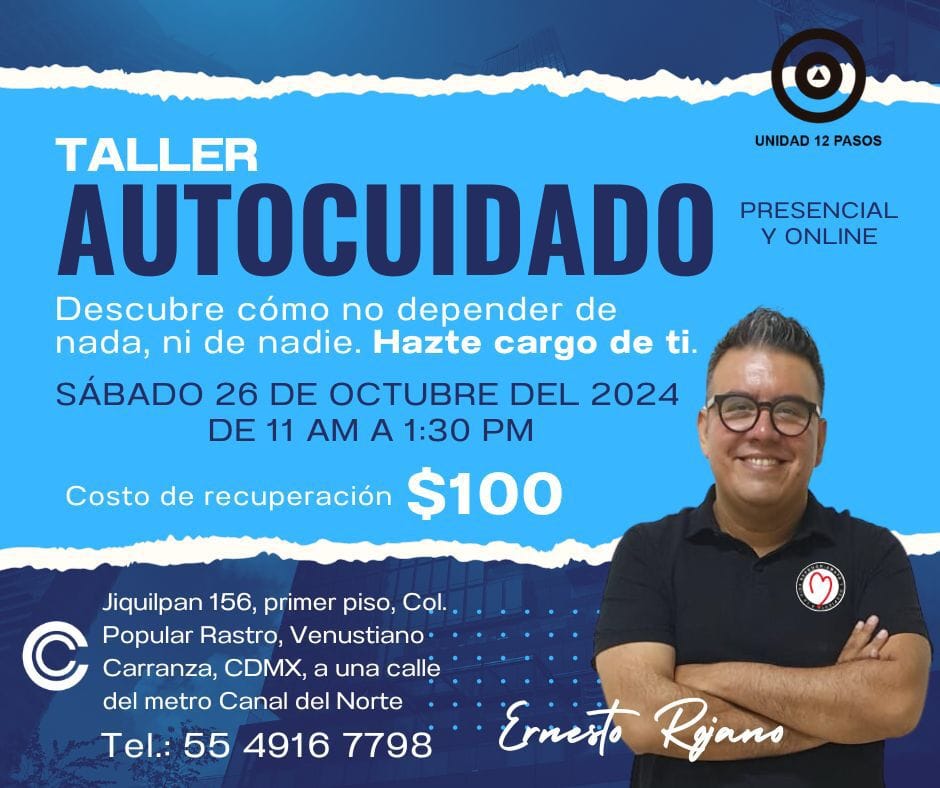 UNIDAD 12 PASOS
TALLER
AUTOCUIDADO
PRESENCIAL
Y ONLINE
Descubre cómo no depender de
nada, ni de nadie. Hazte cargo de ti.
SÁBADO 26 DE OCTUBRE DEL 2024
DE 11 AM A 1:30 PM
Costo de recuperación $100
Jiquilpan 156, primer piso, Col.
Popular Rastro, Venustiano
Carranza, CDMX, a una calle
del metro Canal del Norte
Tel.: 55 4916 7798
Ernesto Rojano